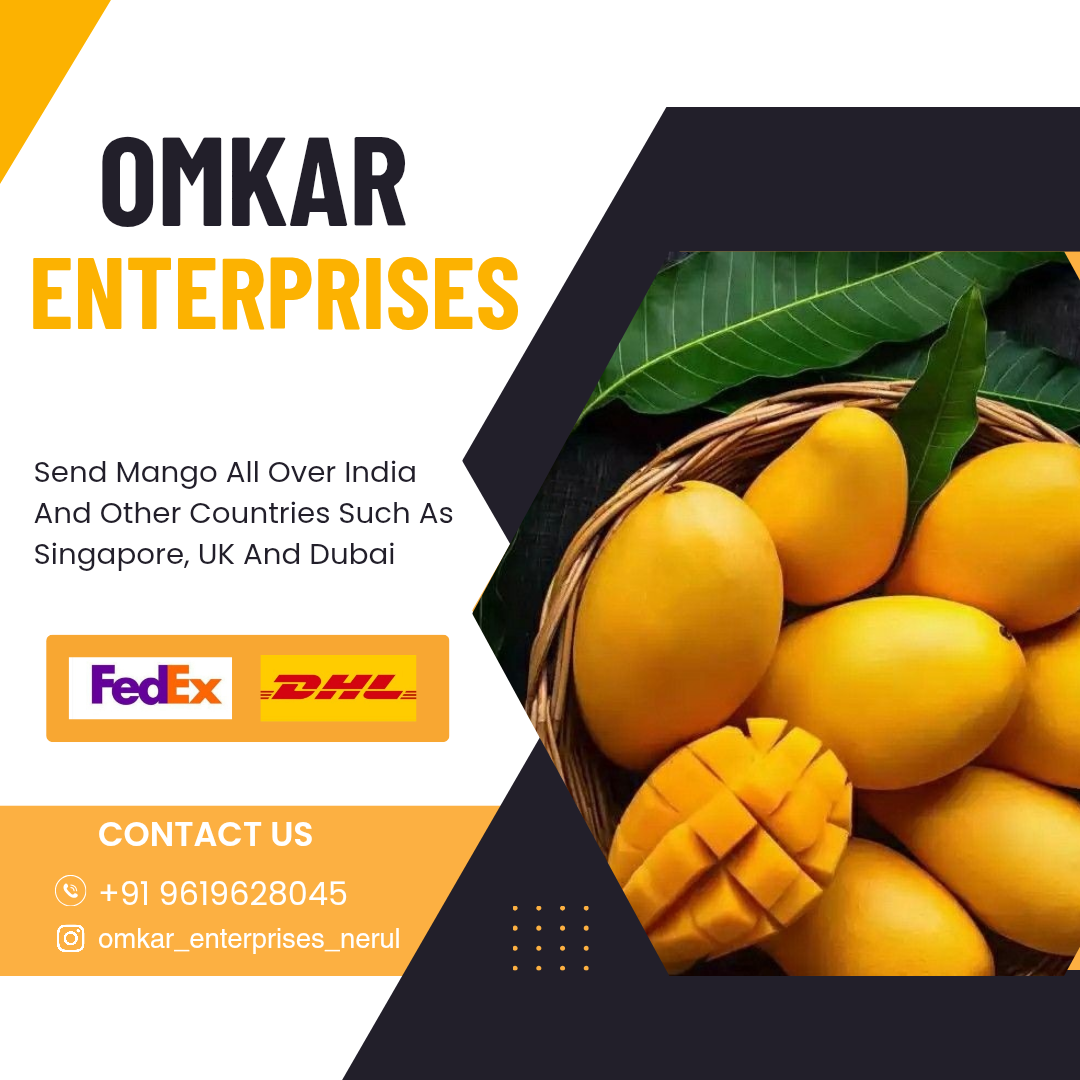 OMKAR
ENTERPRISES
Send Mango All Over India
And Other Countries Such As
Singapore, UK And Dubai
FedEx DHL
CONTACT US
+91 9619628045
omkar_enterprises_nerul